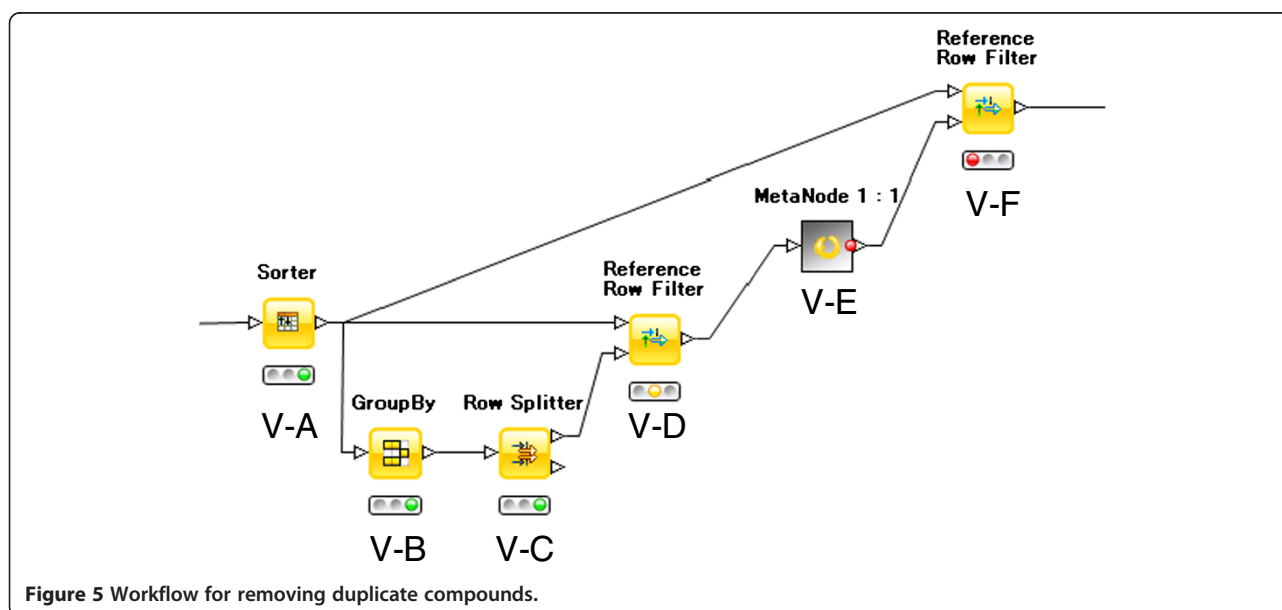 Reference
Row Filter
V-F
MetaNode 1 : 1
V-E
Reference
Row Filter
V-D
Sorter
V-A
GroupBy
V-B
Row Splitter
V-C
Figure 5 Workflow for removing duplicate compounds.